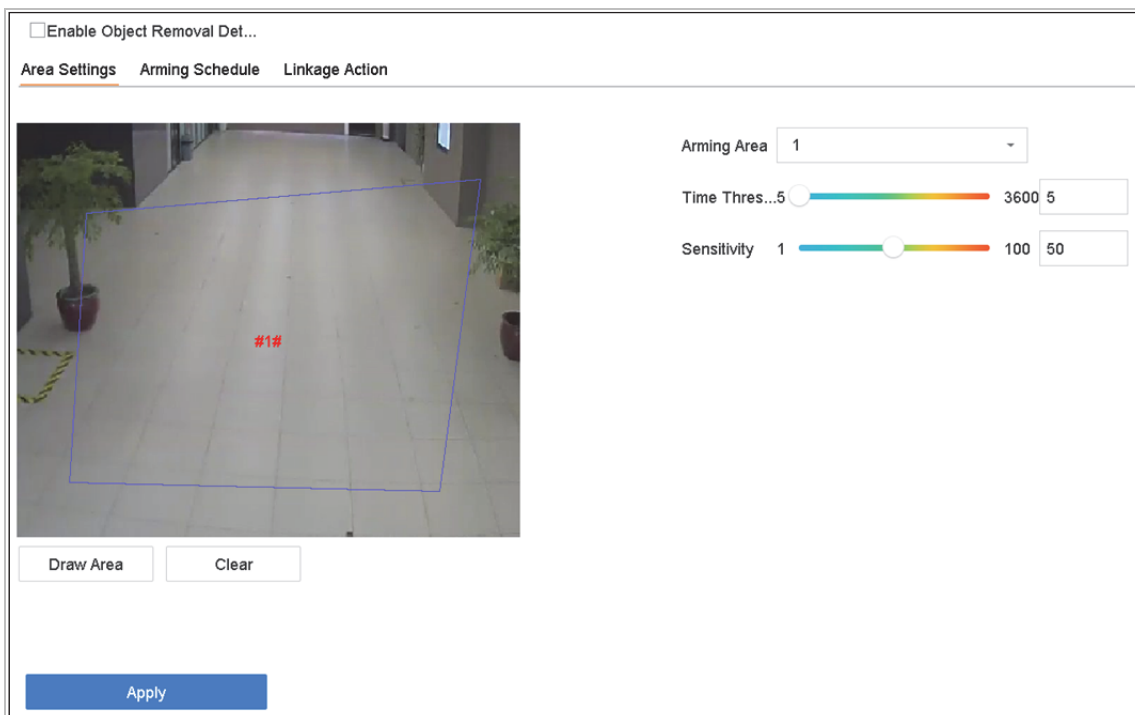 Enable Object Removal Det...
Area Settings Arming Schedule Linkage Action
Arming Area 1
Time Thres...5 3600 5
Sensitivity 1 100 50
#1#
Draw Area Clear
Apply